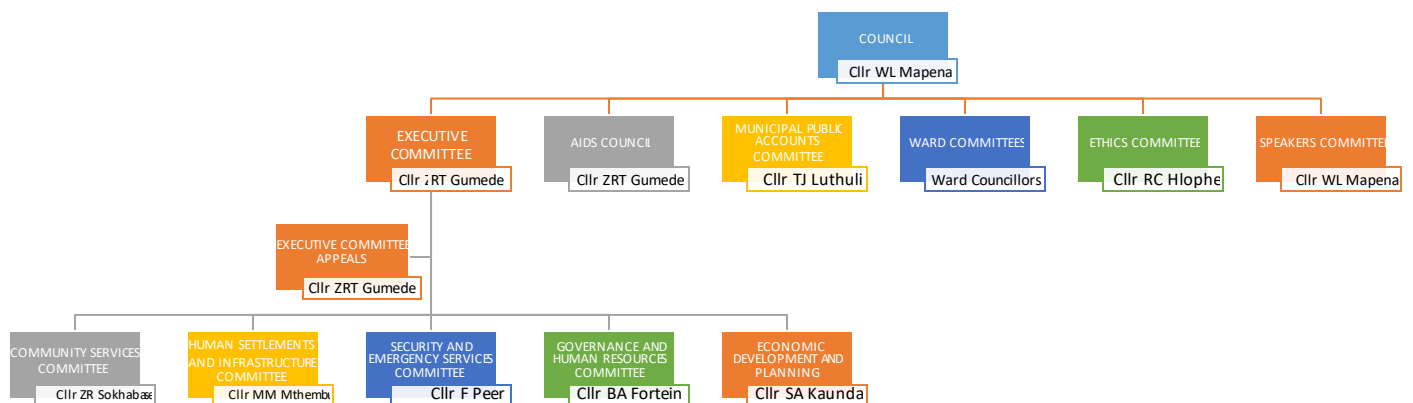 COUNCIL
Cllr WL Mapena
EXECUTIVE
COMMITTEE
Cllr ZRT Gumede
AIDS COUNCIL
Cllr ZRT Gumede
MUNICIPAL PUBLIC
ACCOUNTS
COMMITTEE
Cllr TJ Luthuli
WARD COMMITTEES
Ward Councillors
ETHICS COMMITTEE
Cllr RC Hlophe
SPEAKERS COMMITTEE
Cllr WL Mapena
EXECUTIVE COMMITTEE
APPEALS
Cllr ZRT Gumede
COMMUNITY SERVICES
COMMITTEE
Cllr ZR Sokhabase
HUMAN SETTLEMENTS
AND INFRASTRUCTURE
COMMITTEE
Cllr MM Mthembu
SECURITY AND
EMERGENCY SERVICES
COMMITTEE
Cllr F Peer
GOVERNANCE AND
HUMAN RESOURCES
COMMITTEE
Cllr BA Fortein
ECONOMIC
DEVELOPMENT AND
PLANNING
Cllr SA Kaunda